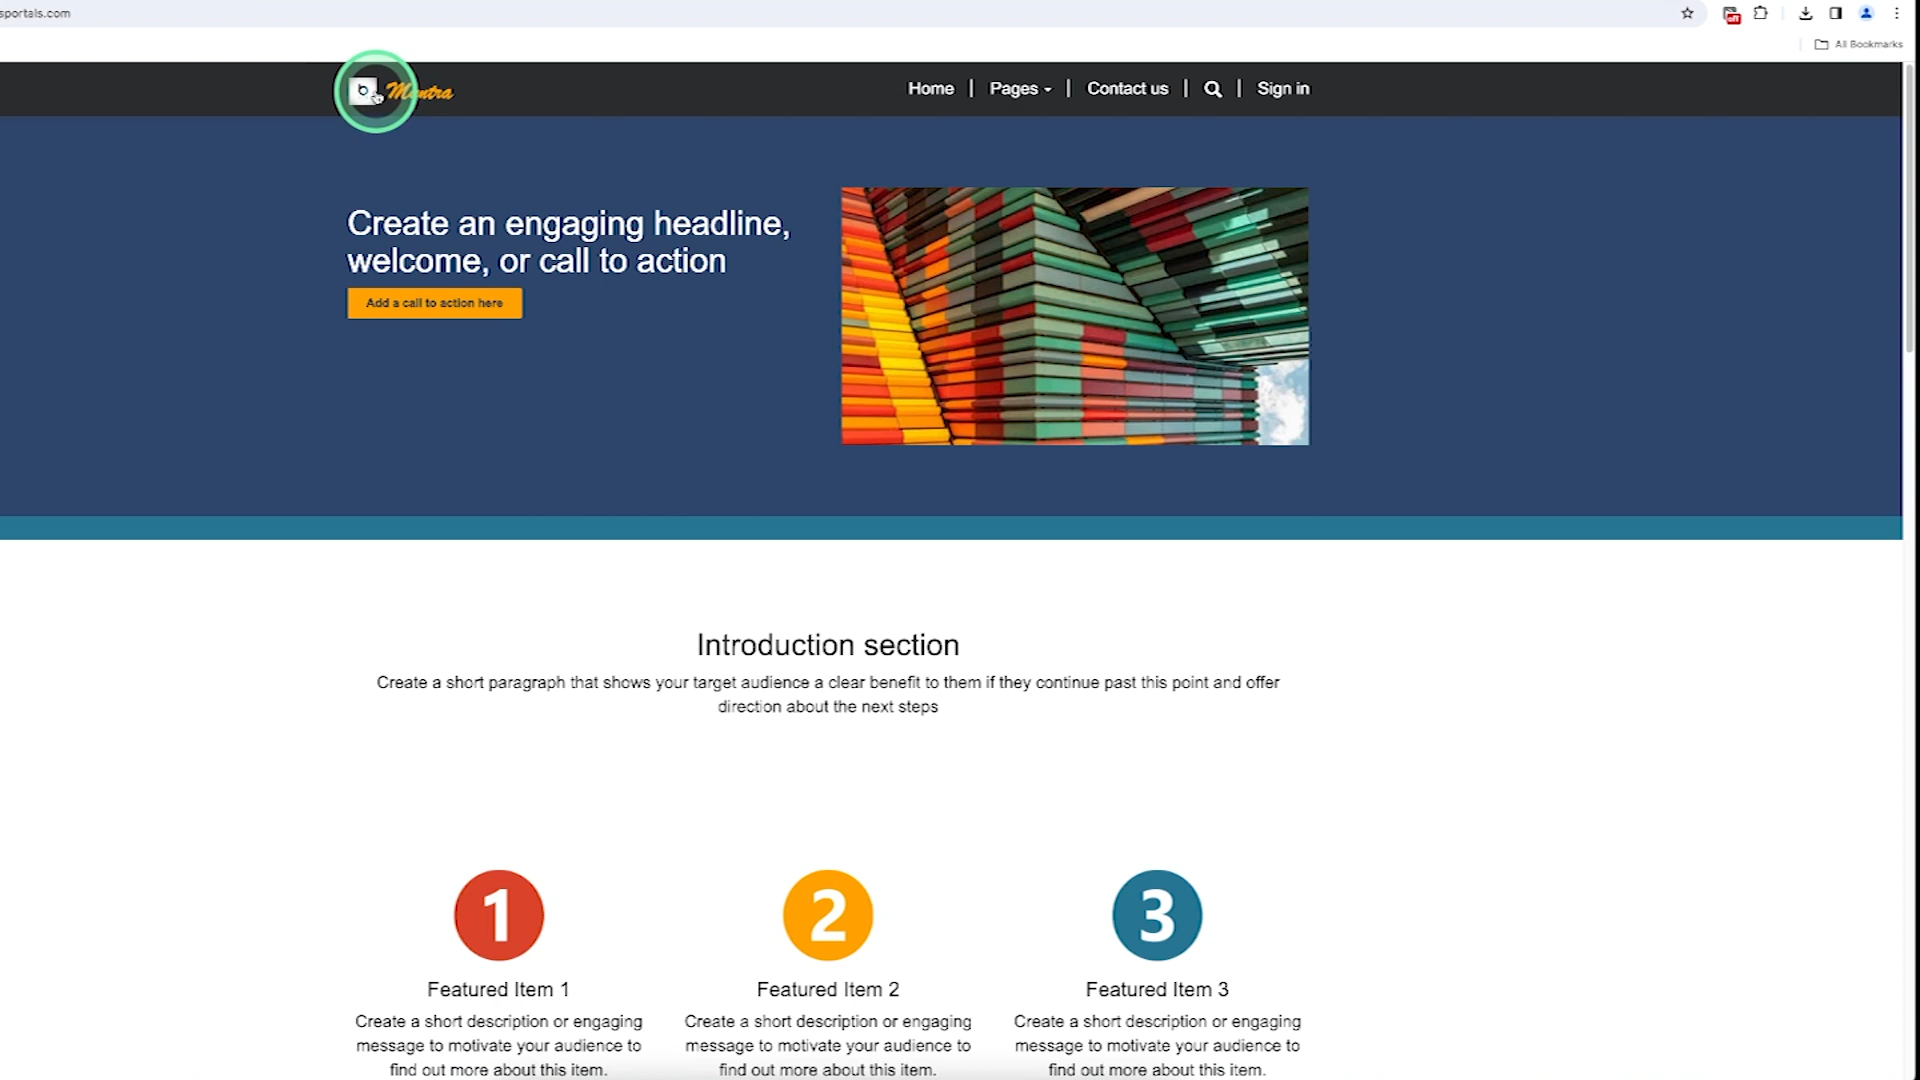 sportals.com
off
All Bookmarks
b Mantra
Home | Pages | Contact us | | Sign in
Create an engaging headline,
welcome, or call to action
Add a call to action here
Introduction section
Create a short paragraph that shows your target audience a clear benefit to them if they continue past this point and offer
direction about the next steps
1 2 3
Featured Item 1 Featured Item 2 Featured Item 3
Create a short description or engaging Create a short description or engaging Create a short description or engaging
message to motivate your audience to message to motivate your audience to message to motivate your audience to
find out more about this item. find out more about this item. find out more about this item.